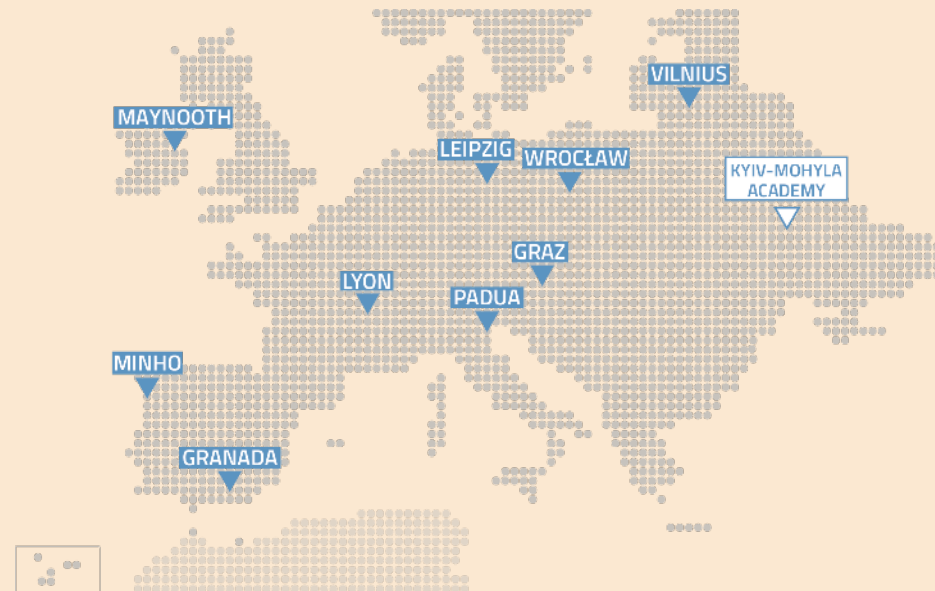 VILNIUS
MAYNOOTH
LEIPZIG
WROCŁAW
KYIV-MOHYLA
ACADEMY
GRAZ
LYON
PADUA
MINHO
GRANADA